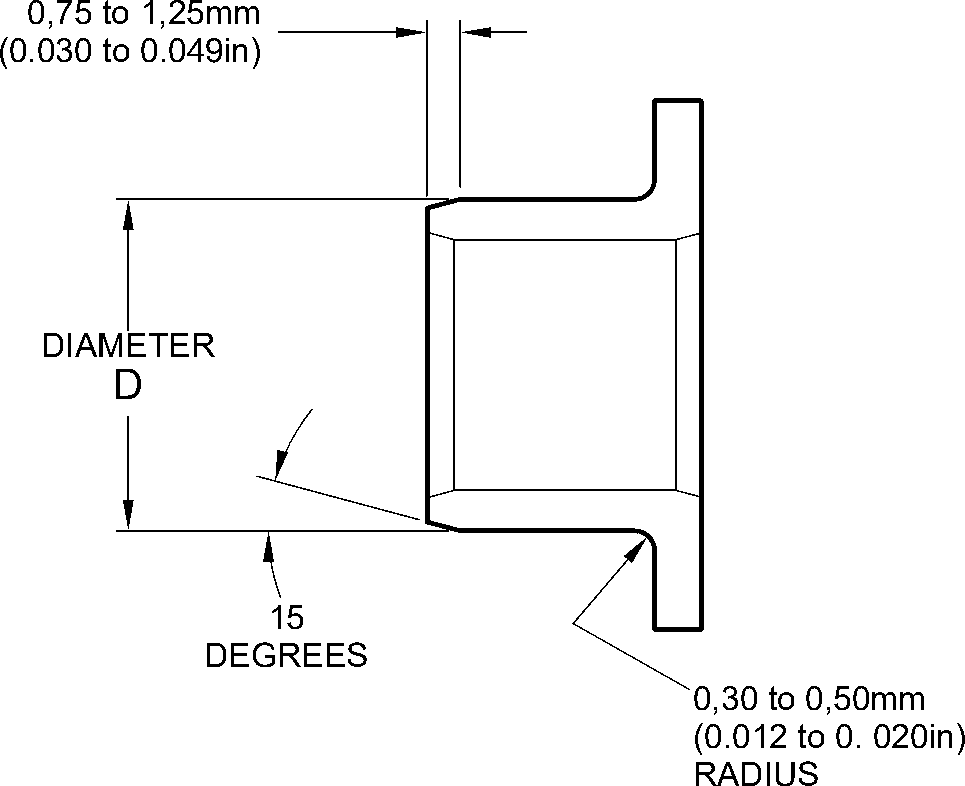 0,75 to 1,25mm
(0.030 to 0.049in)
DIAMETER
D
15
DEGREES
0,30 to 0,50mm
(0.012 to 0. 020in)
RADIUS